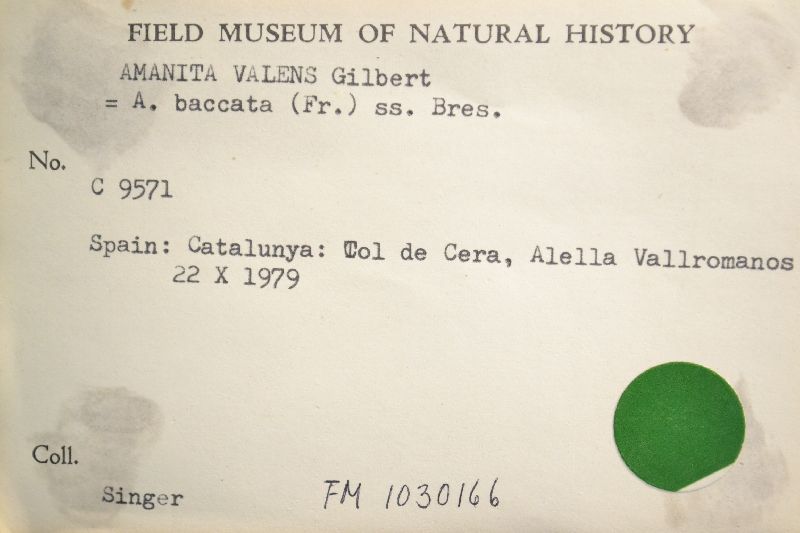 FIELD MUSEUM OF NATURAL HISTORY
AMANITA VALENS Gilbert
= A. baccata (Fr.) ss. Bres.
No.
C 9571
Spain: Catalunya: Col de Cera, Alella Vallromanos
22 X 1979
Coll.
Singer
FM 1030166